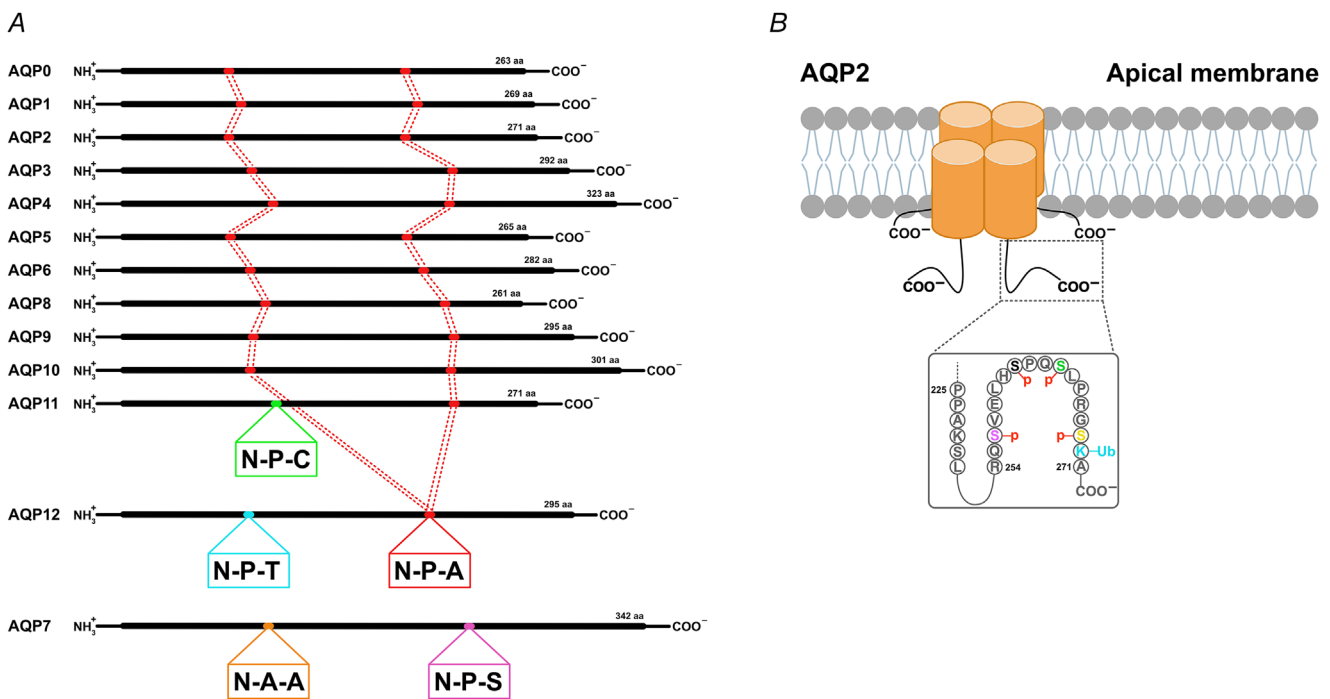 A
AQP0 NH3+ 263 aa COO−
AQP1 NH3+ 269 aa COO−
AQP2 NH3+ 271 aa COO−
AQP3 NH3+ 292 aa COO−
AQP4 NH3+ 323 aa COO−
AQP5 NH3+ 265 aa COO−
AQP6 NH3+ 282 aa COO−
AQP8 NH3+ 261 aa COO−
AQP9 NH3+ 295 aa COO−
AQP10 NH3+ 301 aa COO−
AQP11 NH3+ 271 aa COO−
N-P-C
AQP12 NH3+ 295 aa COO−
N-P-T N-P-A
AQP7 NH3+ 342 aa COO−
N-A-A N-P-S
B
AQP2 Apical membrane
COO− COO−
COO− COO−
225 P P A K S L
R Q S V E L H S P Q S L P R G S K A
p p
p p
Ub
254 271
COO−